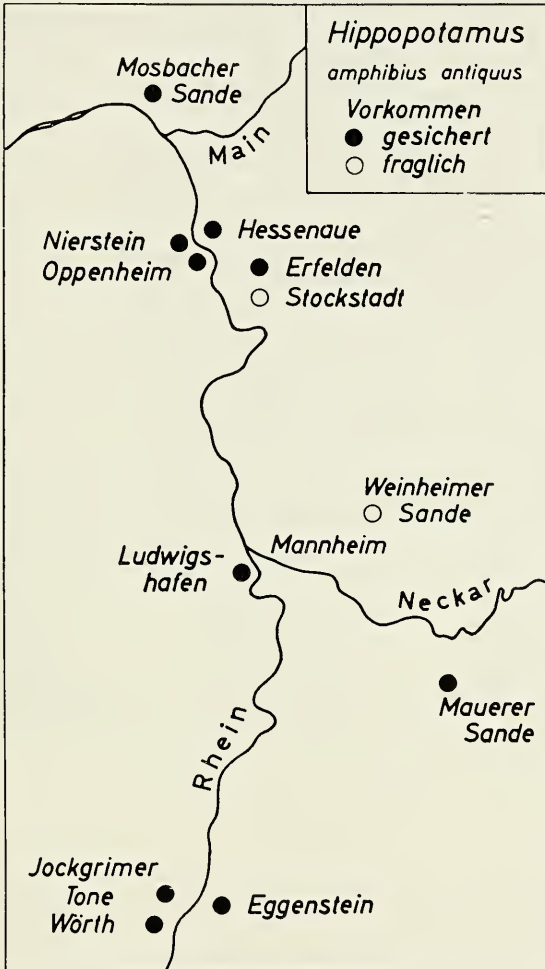 Hippopotamus
amphibius antiquus
Vorkommen
gesichert
fraglich
Mosbacher
Sande
Main
Nierstein
Oppenheim
Hessenaue
Erfelden
Stockstadt
Weinheimer
Sande
Mannheim
Ludwigs-
hafen
Neckar
Mauerer
Sande
Rhein
Jockgrimer
Tone
Wörth
Eggenstein